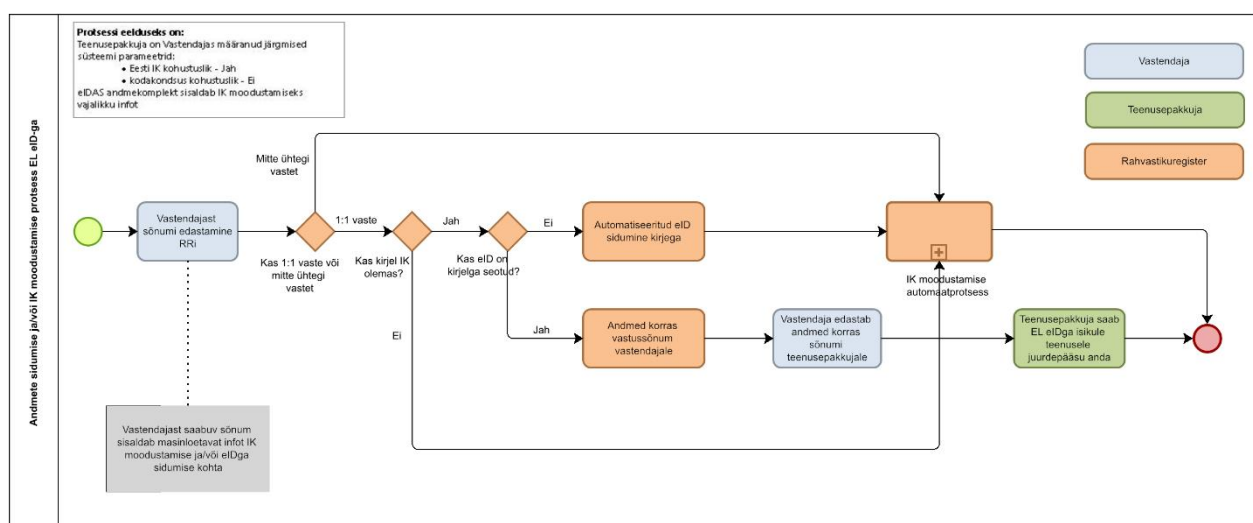 Andmete sidumise ja/või IK moodustamise protsess EL eID-ga
Protsessi eelduseks on:
Teenusepakkuja on Vastendajas määranud järgmised
süsteemi parameetrid:
• Eesti IK kohustuslik - Jah
• kodakondsus kohustuslik - Ei
eIDAS andmekomplekt sisaldab IK moodustamiseks
vajalikku infot
Vastendaja
Teenusepakkuja
Rahvastikuregister
Mitte ühtegi
vastet
Vastendajast
sõnumi edastamine
RRi
1:1 vaste
Jah
Ei
Automatiseeritud eID
sidumine kirjega
Kas 1:1 vaste või
mitte ühtegi
vastet
Kas kirjel IK
olemas?
Kas eID on
kirjelga seotud?
IK moodustamise
automaatprotsess
Ei
Jah
Andmed korras
vastussõnum
vastendajale
Vastendaja edastab
andmed korras
sõnumi
teenusepakkujale
Teenusepakkuja saab
EL eIDga isikule
teenusele
juurdepääsu anda
Vastendajast saabuv sõnum
sisaldab masinloetavat infot IK
moodustamise ja/või eIDga
sidumise kohta